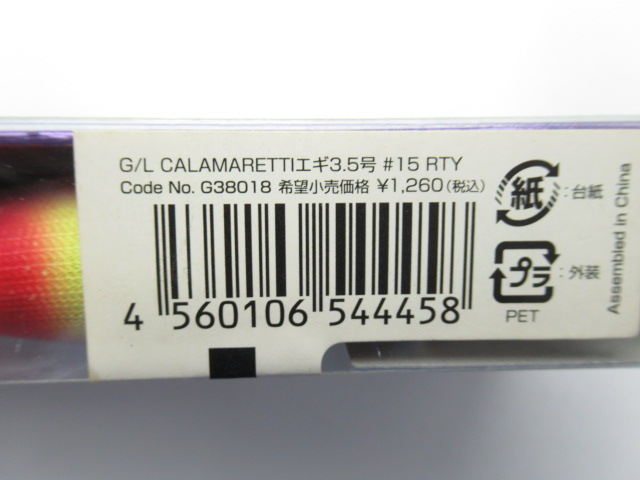 G/L CALAMARETTIエギ3.5号 #15 RTY
Code No. G38018 希望小売価格 ¥1,260(税込)
4 560106 544458
紙 :台紙
プラ :外装
PET
Assembled in China